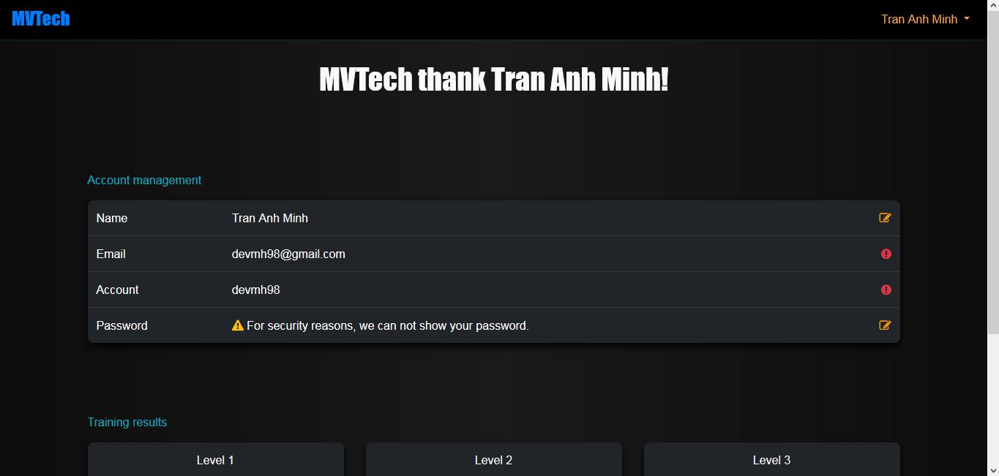 MVTech
Tran Anh Minh
MVTech thank Tran Anh Minh!
Account management
Name Tran Anh Minh
Email devmh98@gmail.com
Account devmh98
Password For security reasons, we can not show your password.
Training results
Level 1 Level 2 Level 3